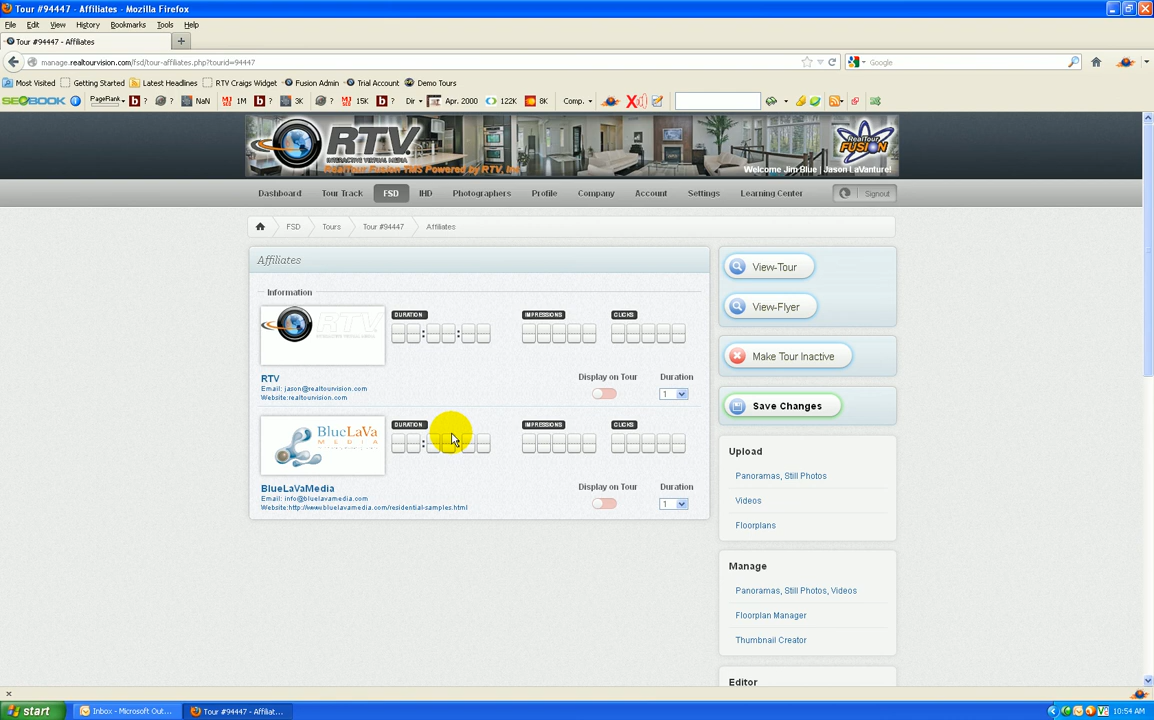 Tour #94447 - Affiliates - Mozilla Firefox
File Edit View History Bookmarks Tools Help
Tour #94447 - Affiliates
manage.realtourvision.com/fsd/tour-affiliates.php?tourid=94447
Google
Most Visited Getting Started Latest Headlines RTV Craigs Widget Fusion Admin Trial Account Demo Tours
SEOBOOK PageRank ? ? NaN 1M ? 3K ? 15K ? Dir Apr. 2000 122K 8K Comp.
RTV.
INTERACTIVE VIRTUAL MEDIA
RealTour Fusion TMS Powered by RTV, Inc.
RealTour
FUSION
Welcome Jim Blue | Jason LaVanture!
Dashboard Tour Track FSD IHD Photographers Profile Company Account Settings Learning Center Signout
FSD Tours Tour #94447 Affiliates
Affiliates
Information
RTV
DURATION IMPRESSIONS CLICKS
: :
RTV
Email: jason@realtourvision.com
Website:realtourvision.com
Display on Tour Duration
1
BlueLaVa
MEDIA
DURATION IMPRESSIONS CLICKS
:
BlueLaVaMedia
Email: info@bluelavamedia.com
Website:http://www.bluelavamedia.com/residential-samples.html
Display on Tour Duration
1
View-Tour
View-Flyer
Make Tour Inactive
Save Changes
Upload
Panoramas, Still Photos
Videos
Floorplans
Manage
Panoramas, Still Photos, Videos
Floorplan Manager
Thumbnail Creator
Editor
start Inbox - Microsoft Out... Tour #94447 - Affiliat... 10:54 AM